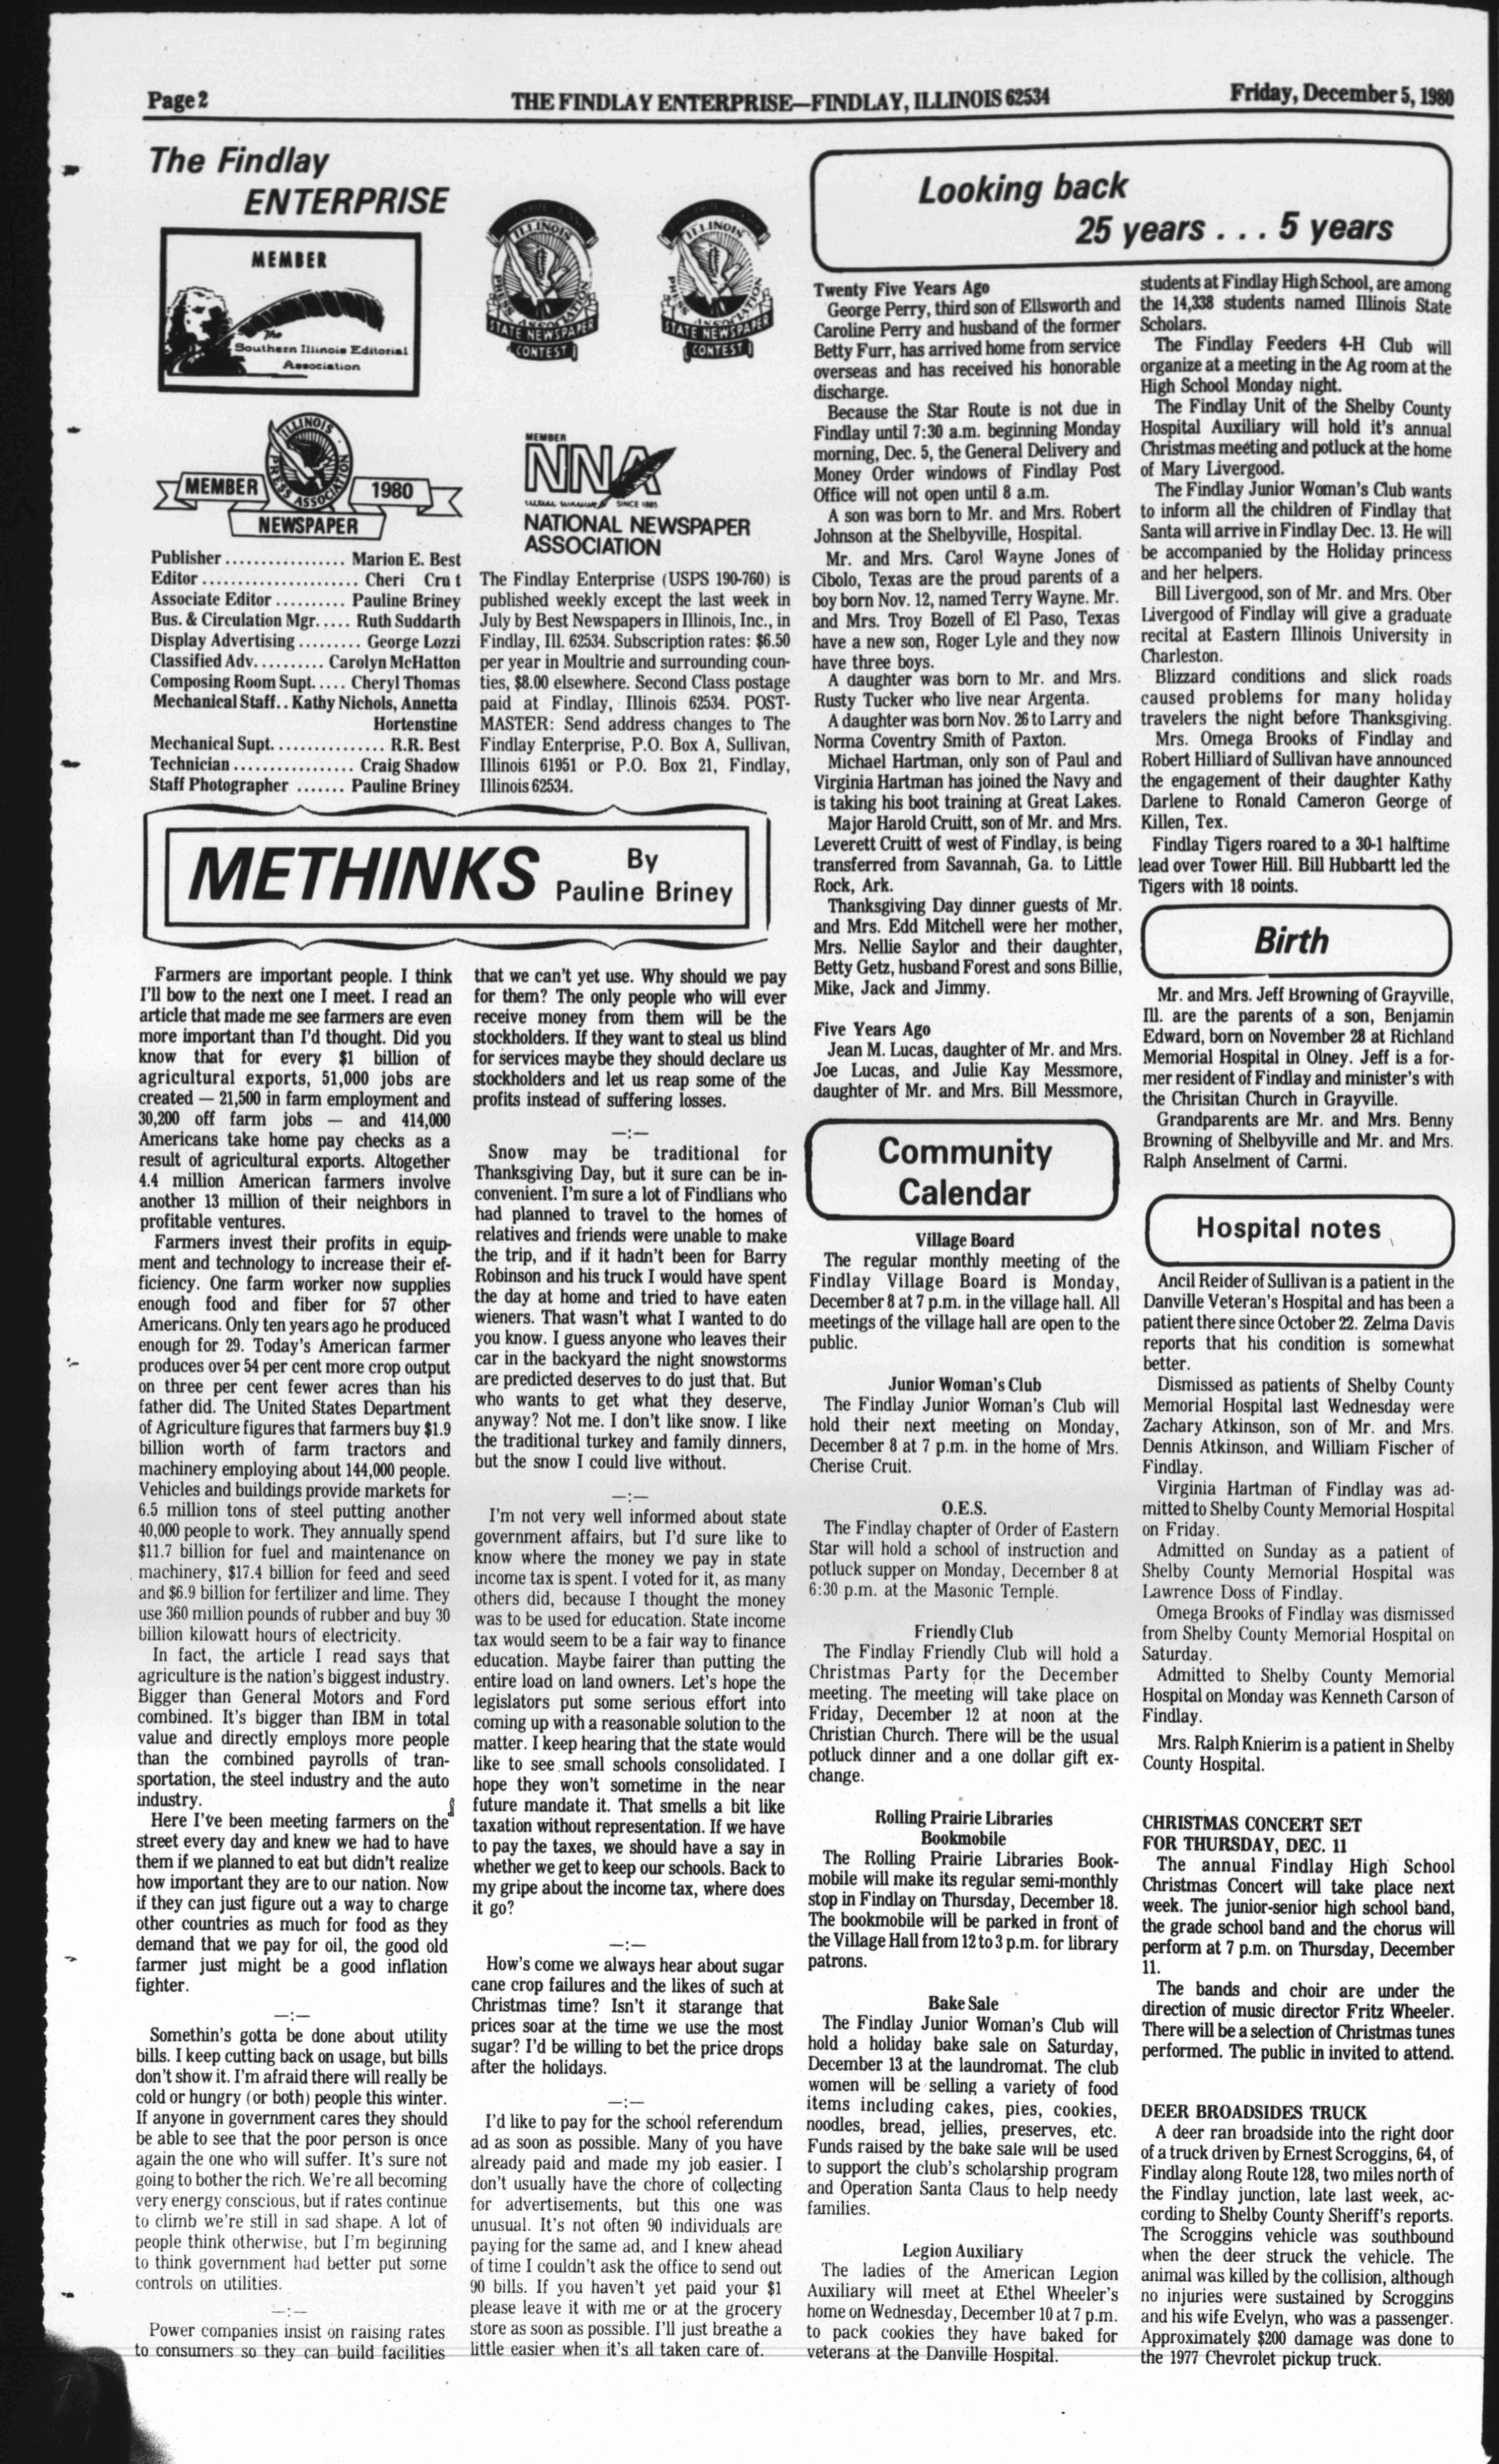 Page 2
THE FINDLAY ENTERPRISE—FINDLAY, ILLINOIS 62534
Friday, December 5, 1980
The Findlay
ENTERPRISE
MEMBER
The
Southern Illinois Editorial
Association
ILLINOIS
PRESS ASSOCIATION
STATE NEWSPAPER
CONTEST
ILLINOIS
PRESS ASSOCIATION
STATE NEWSPAPER
CONTEST
ILLINOIS
PRESS ASSOCIATION
MEMBER
1980
NEWSPAPER
MEMBER
NNA
SINCE 1885
NATIONAL NEWSPAPER
ASSOCIATION
Publisher ................. Marion E. Best
Editor ...................... Cheri Cru t
Associate Editor .......... Pauline Briney
Bus. & Circulation Mgr. .... Ruth Suddarth
Display Advertising ......... George Lozzi
Classified Adv. ......... Carolyn McHatton
Composing Room Supt. .... Cheryl Thomas
Mechanical Staff .. Kathy Nichols, Annetta
Hortenstine
Mechanical Supt. ............... R.R. Best
Technician ................. Craig Shadow
Staff Photographer ....... Pauline Briney
The Findlay Enterprise (USPS 190-760) is
published weekly except the last week in
July by Best Newspapers in Illinois, Inc., in
Findlay, Ill. 62534. Subscription rates: $6.50
per year in Moultrie and surrounding coun-
ties, $8.00 elsewhere. Second Class postage
paid at Findlay, Illinois 62534. POST-
MASTER: Send address changes to The
Findlay Enterprise, P.O. Box A, Sullivan,
Illinois 61951 or P.O. Box 21, Findlay,
Illinois 62534.
METHINKS
By
Pauline Briney
Farmers are important people. I think
I'll bow to the next one I meet. I read an
article that made me see farmers are even
more important than I'd thought. Did you
know that for every $1 billion of
agricultural exports, 51,000 jobs are
created — 21,500 in farm employment and
30,200 off farm jobs — and 414,000
Americans take home pay checks as a
result of agricultural exports. Altogether
4.4 million American farmers involve
another 13 million of their neighbors in
profitable ventures.
Farmers invest their profits in equip-
ment and technology to increase their ef-
ficiency. One farm worker now supplies
enough food and fiber for 57 other
Americans. Only ten years ago he produced
enough for 29. Today's American farmer
produces over 54 per cent more crop output
on three per cent fewer acres than his
father did. The United States Department
of Agriculture figures that farmers buy $1.9
billion worth of farm tractors and
machinery employing about 144,000 people.
Vehicles and buildings provide markets for
6.5 million tons of steel putting another
40,000 people to work. They annually spend
$11.7 billion for fuel and maintenance on
machinery, $17.4 billion for feed and seed
and $6.9 billion for fertilizer and lime. They
use 360 million pounds of rubber and buy 30
billion kilowatt hours of electricity.
In fact, the article I read says that
agriculture is the nation's biggest industry.
Bigger than General Motors and Ford
combined. It's bigger than IBM in total
value and directly employs more people
than the combined payrolls of tran-
sportation, the steel industry and the auto
industry.
Here I've been meeting farmers on the
street every day and knew we had to have
them if we planned to eat but didn't realize
how important they are to our nation. Now
if they can just figure out a way to charge
other countries as much for food as they
demand that we pay for oil, the good old
farmer just might be a good inflation
fighter.
—:—
Somethin's gotta be done about utility
bills. I keep cutting back on usage, but bills
don't show it. I'm afraid there will really be
cold or hungry (or both) people this winter.
If anyone in government cares they should
be able to see that the poor person is once
again the one who will suffer. It's sure not
going to bother the rich. We're all becoming
very energy conscious, but if rates continue
to climb we're still in sad shape. A lot of
people think otherwise, but I'm beginning
to think government had better put some
controls on utilities.
—:—
Power companies insist on raising rates
to consumers so they can build facilities
that we can't yet use. Why should we pay
for them? The only people who will ever
receive money from them will be the
stockholders. If they want to steal us blind
for services maybe they should declare us
stockholders and let us reap some of the
profits instead of suffering losses.
—:—
Snow may be traditional for
Thanksgiving Day, but it sure can be in-
convenient. I'm sure a lot of Findlians who
had planned to travel to the homes of
relatives and friends were unable to make
the trip, and if it hadn't been for Barry
Robinson and his truck I would have spent
the day at home and tried to have eaten
wieners. That wasn't what I wanted to do
you know. I guess anyone who leaves their
car in the backyard the night snowstorms
are predicted deserves to do just that. But
who wants to get what they deserve,
anyway? Not me. I don't like snow. I like
the traditional turkey and family dinners,
but the snow I could live without.
—:—
I'm not very well informed about state
government affairs, but I'd sure like to
know where the money we pay in state
income tax is spent. I voted for it, as many
others did, because I thought the money
was to be used for education. State income
tax would seem to be a fair way to finance
education. Maybe fairer than putting the
entire load on land owners. Let's hope the
legislators put some serious effort into
coming up with a reasonable solution to the
matter. I keep hearing that the state would
like to see small schools consolidated. I
hope they won't sometime in the near
future mandate it. That smells a bit like
taxation without representation. If we have
to pay the taxes, we should have a say in
whether we get to keep our schools. Back to
my gripe about the income tax, where does
it go?
—:—
How's come we always hear about sugar
cane crop failures and the likes of such at
Christmas time? Isn't it starange that
prices soar at the time we use the most
sugar? I'd be willing to bet the price drops
after the holidays.
—:—
I'd like to pay for the school referendum
ad as soon as possible. Many of you have
already paid and made my job easier. I
don't usually have the chore of collecting
for advertisements, but this one was
unusual. It's not often 90 individuals are
paying for the same ad, and I knew ahead
of time I couldn't ask the office to send out
90 bills. If you haven't yet paid your $1
please leave it with me or at the grocery
store as soon as possible. I'll just breathe a
little easier when it's all taken care of.
Looking back
25 years . . . 5 years
Twenty Five Years Ago
George Perry, third son of Ellsworth and
Caroline Perry and husband of the former
Betty Furr, has arrived home from service
overseas and has received his honorable
discharge.
Because the Star Route is not due in
Findlay until 7:30 a.m. beginning Monday
morning, Dec. 5, the General Delivery and
Money Order windows of Findlay Post
Office will not open until 8 a.m.
A son was born to Mr. and Mrs. Robert
Johnson at the Shelbyville, Hospital.
Mr. and Mrs. Carol Wayne Jones of
Cibolo, Texas are the proud parents of a
boy born Nov. 12, named Terry Wayne. Mr.
and Mrs. Troy Bozell of El Paso, Texas
have a new son, Roger Lyle and they now
have three boys.
A daughter was born to Mr. and Mrs.
Rusty Tucker who live near Argenta.
A daughter was born Nov. 26 to Larry and
Norma Coventry Smith of Paxton.
Michael Hartman, only son of Paul and
Virginia Hartman has joined the Navy and
is taking his boot training at Great Lakes.
Major Harold Cruitt, son of Mr. and Mrs.
Leverett Cruitt of west of Findlay, is being
transferred from Savannah, Ga. to Little
Rock, Ark.
Thanksgiving Day dinner guests of Mr.
and Mrs. Edd Mitchell were her mother,
Mrs. Nellie Saylor and their daughter,
Betty Getz, husband Forest and sons Billie,
Mike, Jack and Jimmy.
Five Years Ago
Jean M. Lucas, daughter of Mr. and Mrs.
Joe Lucas, and Julie Kay Messmore,
daughter of Mr. and Mrs. Bill Messmore,
students at Findlay High School, are among
the 14,338 students named Illinois State
Scholars.
The Findlay Feeders 4-H Club will
organize at a meeting in the Ag room at the
High School Monday night.
The Findlay Unit of the Shelby County
Hospital Auxiliary will hold it's annual
Christmas meeting and potluck at the home
of Mary Livergood.
The Findlay Junior Woman's Club wants
to inform all the children of Findlay that
Santa will arrive in Findlay Dec. 13. He will
be accompanied by the Holiday princess
and her helpers.
Bill Livergood, son of Mr. and Mrs. Ober
Livergood of Findlay will give a graduate
recital at Eastern Illinois University in
Charleston.
Blizzard conditions and slick roads
caused problems for many holiday
travelers the night before Thanksgiving.
Mrs. Omega Brooks of Findlay and
Robert Hilliard of Sullivan have announced
the engagement of their daughter Kathy
Darlene to Ronald Cameron George of
Killen, Tex.
Findlay Tigers roared to a 30-1 halftime
lead over Tower Hill. Bill Hubbartt led the
Tigers with 18 points.
Community
Calendar
Village Board
The regular monthly meeting of the
Findlay Village Board is Monday,
December 8 at 7 p.m. in the village hall. All
meetings of the village hall are open to the
public.
Junior Woman's Club
The Findlay Junior Woman's Club will
hold their next meeting on Monday,
December 8 at 7 p.m. in the home of Mrs.
Cherise Cruit.
O.E.S.
The Findlay chapter of Order of Eastern
Star will hold a school of instruction and
potluck supper on Monday, December 8 at
6:30 p.m. at the Masonic Temple.
Friendly Club
The Findlay Friendly Club will hold a
Christmas Party for the December
meeting. The meeting will take place on
Friday, December 12 at noon at the
Christian Church. There will be the usual
potluck dinner and a one dollar gift ex-
change.
Rolling Prairie Libraries
Bookmobile
The Rolling Prairie Libraries Book-
mobile will make its regular semi-monthly
stop in Findlay on Thursday, December 18.
The bookmobile will be parked in front of
the Village Hall from 12 to 3 p.m. for library
patrons.
Bake Sale
The Findlay Junior Woman's Club will
hold a holiday bake sale on Saturday,
December 13 at the laundromat. The club
women will be selling a variety of food
items including cakes, pies, cookies,
noodles, bread, jellies, preserves, etc.
Funds raised by the bake sale will be used
to support the club's scholarship program
and Operation Santa Claus to help needy
families.
Legion Auxiliary
The ladies of the American Legion
Auxiliary will meet at Ethel Wheeler's
home on Wednesday, December 10 at 7 p.m.
to pack cookies they have baked for
veterans at the Danville Hospital.
Birth
Mr. and Mrs. Jeff Browning of Grayville,
Ill. are the parents of a son, Benjamin
Edward, born on November 28 at Richland
Memorial Hospital in Olney. Jeff is a for-
mer resident of Findlay and minister's with
the Chrisitan Church in Grayville.
Grandparents are Mr. and Mrs. Benny
Browning of Shelbyville and Mr. and Mrs.
Ralph Anselment of Carmi.
Hospital notes
Ancil Reider of Sullivan is a patient in the
Danville Veteran's Hospital and has been a
patient there since October 22. Zelma Davis
reports that his condition is somewhat
better.
Dismissed as patients of Shelby County
Memorial Hospital last Wednesday were
Zachary Atkinson, son of Mr. and Mrs.
Dennis Atkinson, and William Fischer of
Findlay.
Virginia Hartman of Findlay was ad-
mitted to Shelby County Memorial Hospital
on Friday.
Admitted on Sunday as a patient of
Shelby County Memorial Hospital was
Lawrence Doss of Findlay.
Omega Brooks of Findlay was dismissed
from Shelby County Memorial Hospital on
Saturday.
Admitted to Shelby County Memorial
Hospital on Monday was Kenneth Carson of
Findlay.
Mrs. Ralph Knierim is a patient in Shelby
County Hospital.
CHRISTMAS CONCERT SET
FOR THURSDAY, DEC. 11
The annual Findlay High School
Christmas Concert will take place next
week. The junior-senior high school band,
the grade school band and the chorus will
perform at 7 p.m. on Thursday, December
11.
The bands and choir are under the
direction of music director Fritz Wheeler.
There will be a selection of Christmas tunes
performed. The public in invited to attend.
DEER BROADSIDES TRUCK
A deer ran broadside into the right door
of a truck driven by Ernest Scroggins, 64, of
Findlay along Route 128, two miles north of
the Findlay junction, late last week, ac-
cording to Shelby County Sheriff's reports.
The Scroggins vehicle was southbound
when the deer struck the vehicle. The
animal was killed by the collision, although
no injuries were sustained by Scroggins
and his wife Evelyn, who was a passenger.
Approximately $200 damage was done to
the 1977 Chevrolet pickup truck.